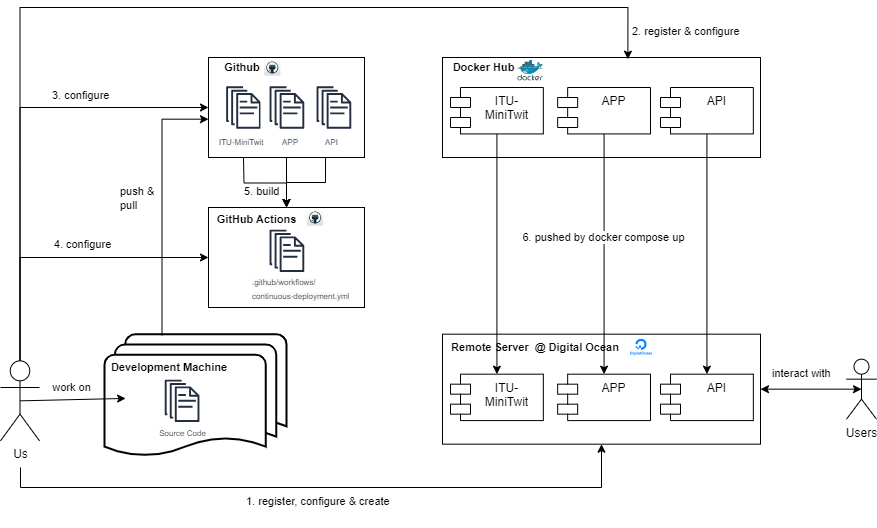 2. register & configure
Github
ITU-MiniTwit
APP
API
Docker Hub
docker
ITU-
MiniTwit
APP
API
3. configure
push &
pull
5. build
GitHub Actions
.github/workflows/
continuous-deployment.yml
4. configure
6. pushed by docker compose up
Development Machine
Source Code
work on
Us
Remote Server @ Digital Ocean
DigitalOcean
ITU-
MiniTwit
APP
API
interact with
Users
1. register, configure & create